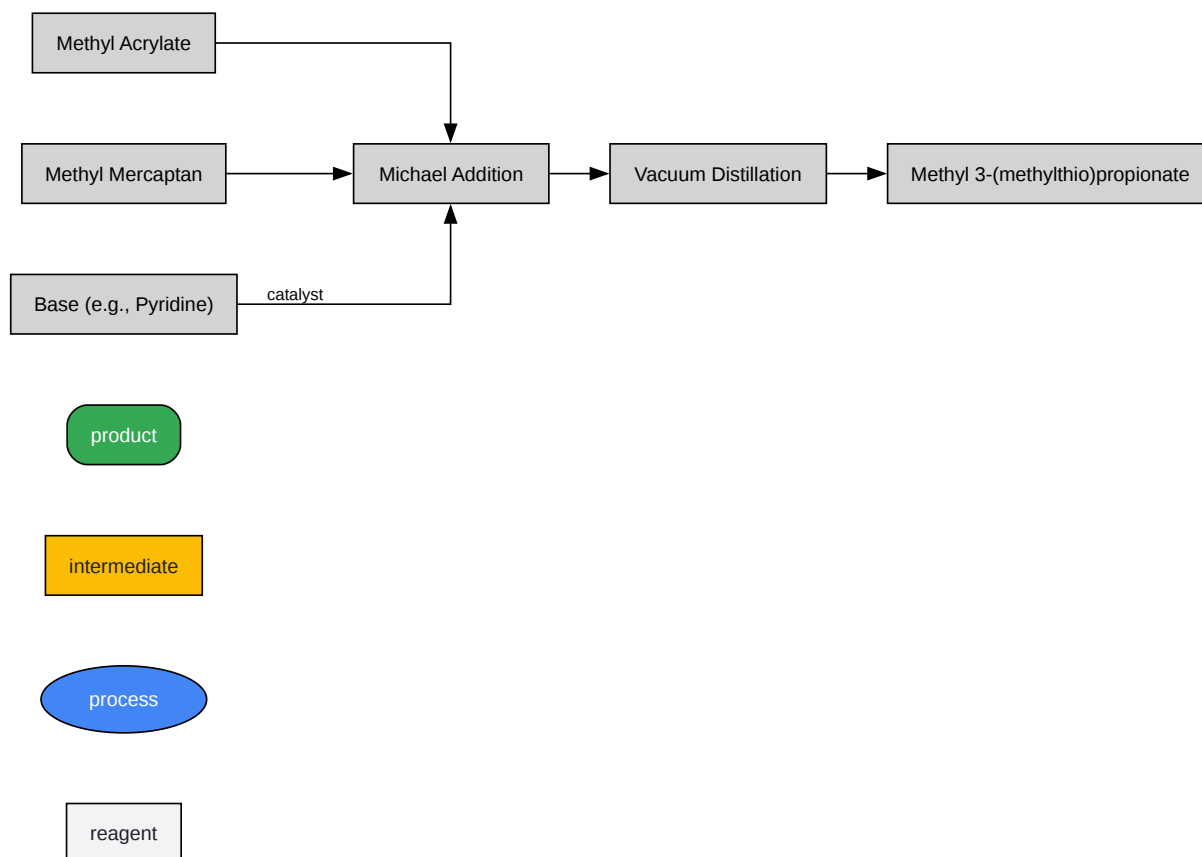 Methyl Acrylate
Methyl Mercaptan
Michael Addition
Vacuum Distillation
Methyl 3-(methylthio)propionate
Base (e.g., Pyridine)
catalyst
product
intermediate
process
reagent